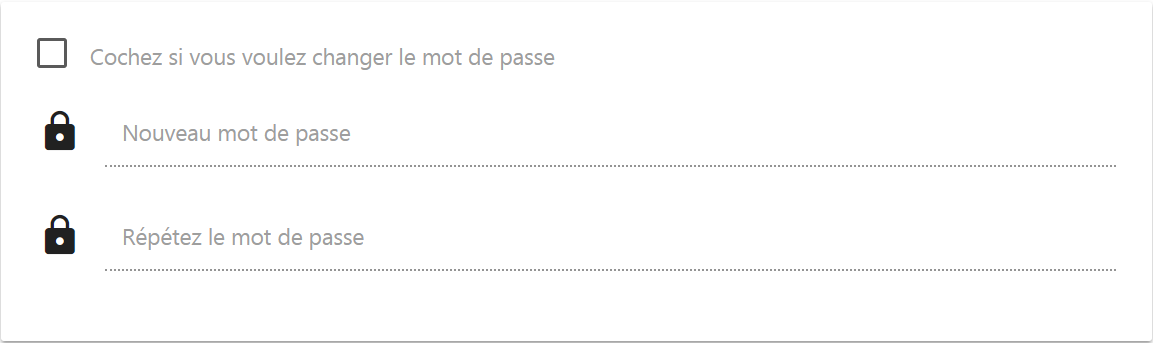 Cochez si vous voulez changer le mot de passe
Nouveau mot de passe
Répétez le mot de passe